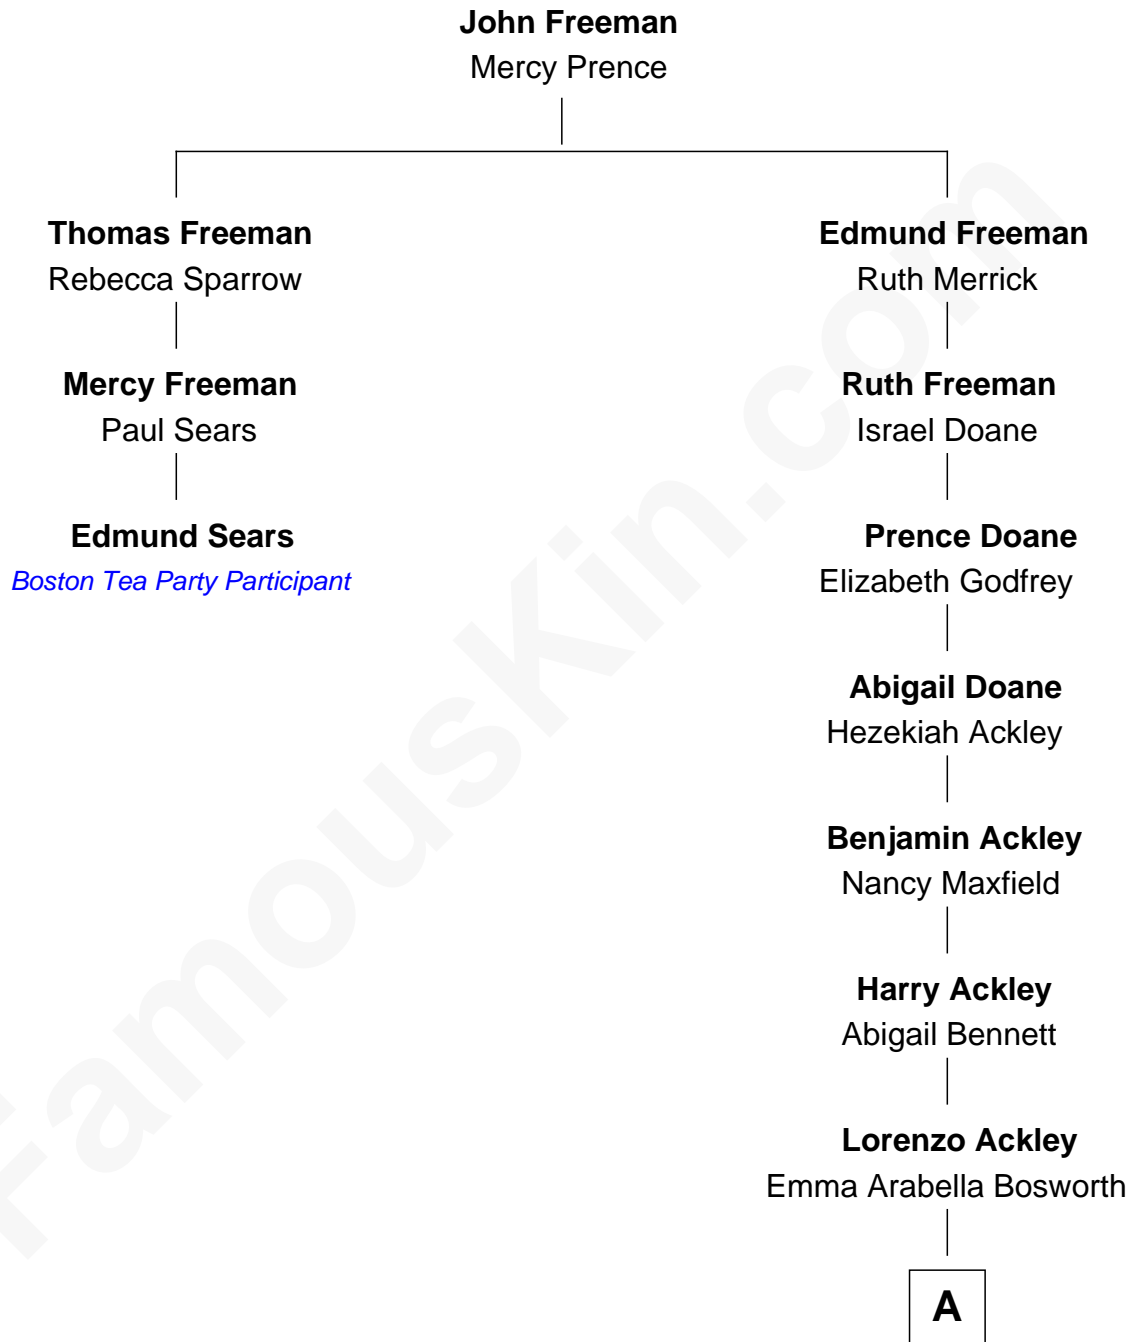 John Freeman
Mercy Prence
Thomas Freeman
Rebecca Sparrow
Edmund Freeman
Ruth Merrick
Mercy Freeman
Paul Sears
Ruth Freeman
Israel Doane
Edmund Sears
Boston Tea Party Participant
Prence Doane
Elizabeth Godfrey
Abigail Doane
Hezekiah Ackley
Benjamin Ackley
Nancy Maxfield
Harry Ackley
Abigail Bennett
Lorenzo Ackley
Emma Arabella Bosworth
A
FamousKin.com